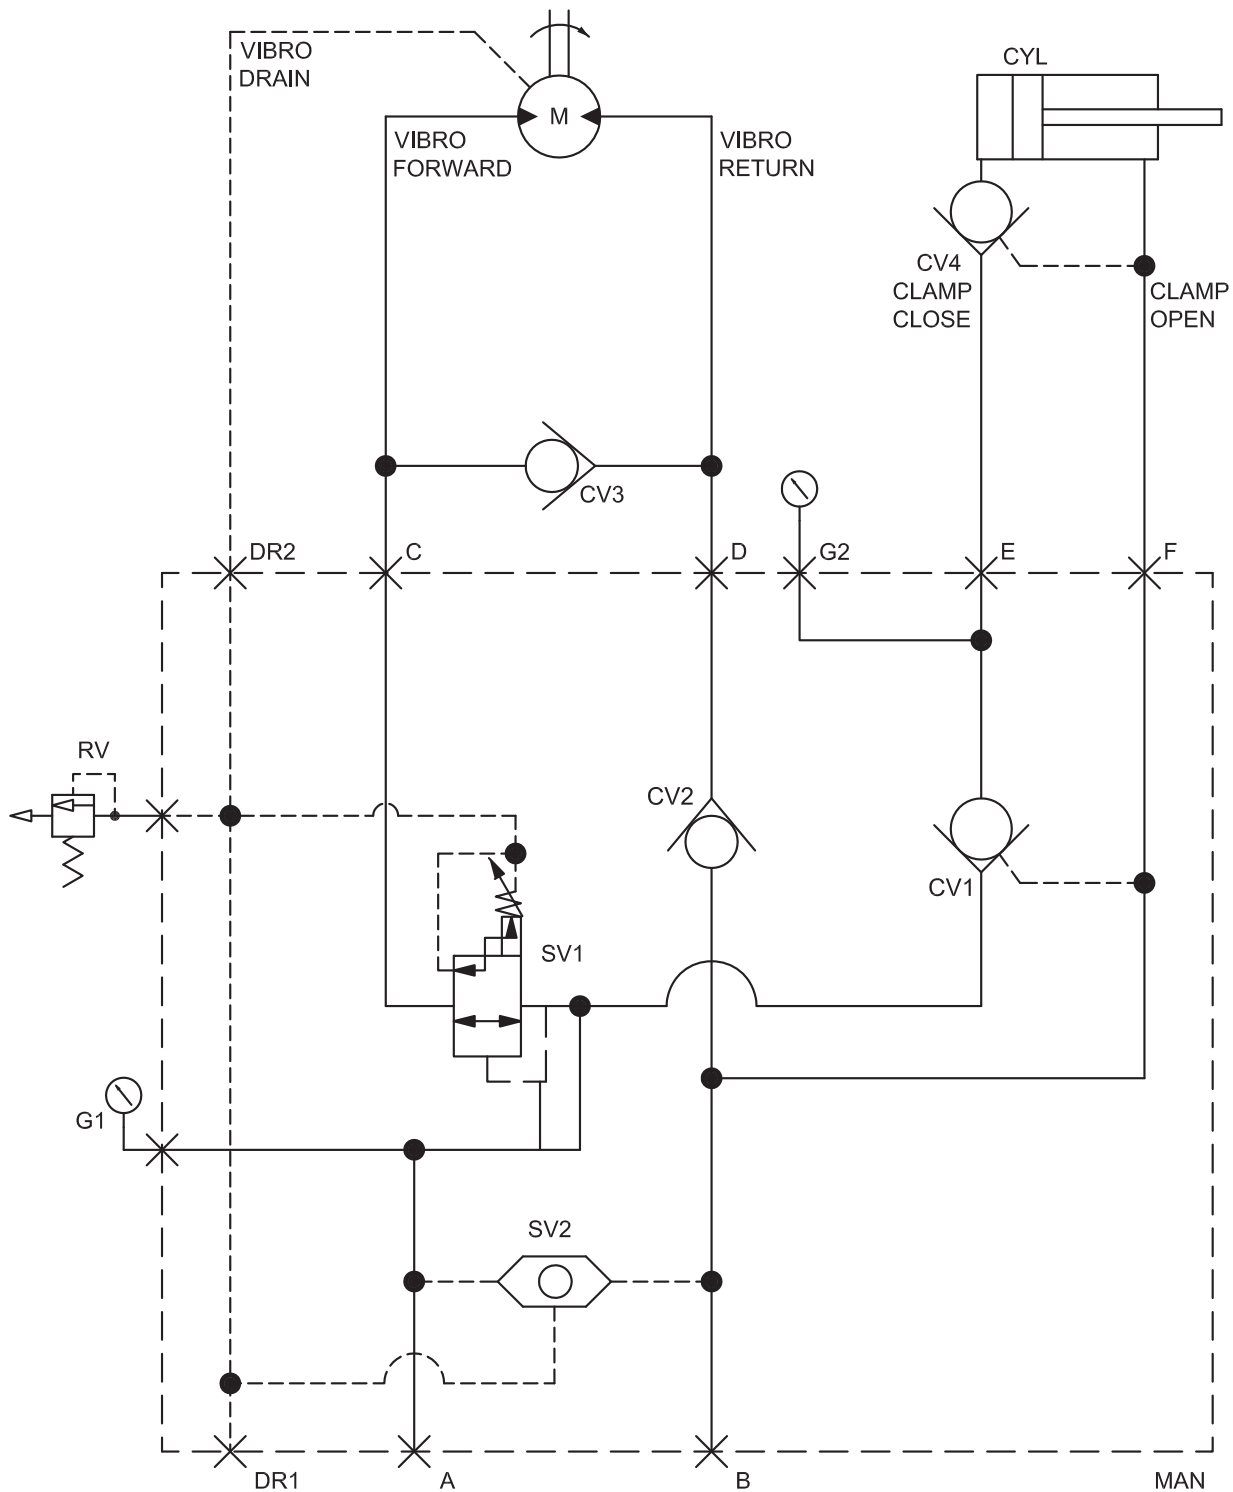 VIBRO
DRAIN
CYL
M
VIBRO
FORWARD
VIBRO
RETURN
CV4
CLAMP
CLOSE
CLAMP
OPEN
CV3
DR2
C
D
G2
E
F
RV
CV2
CV1
SV1
G1
SV2
DR1
A
B
MAN